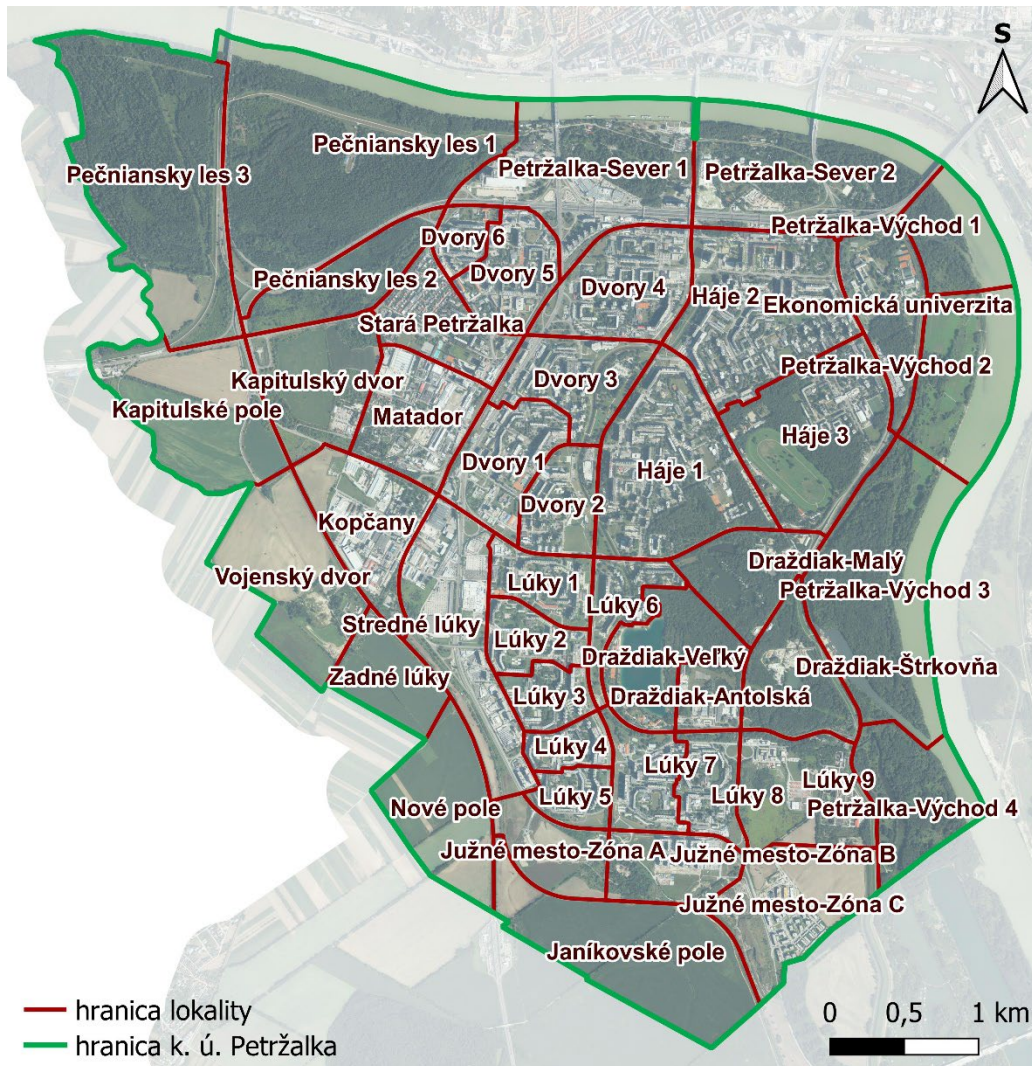 S
Pečniansky les 1
Petržalka-Sever 1
Petržalka-Sever 2
Pečniansky les 3
Petržalka-Východ 1
Dvory 6
Dvory 5
Pečniansky les 2
Dvory 4
Háje 2
Ekonomická univerzita
Stará Petržalka
Petržalka-Východ 2
Kapitulský dvor
Dvory 3
Kapitulské pole
Matador
Háje 3
Dvory 1
Háje 1
Dvory 2
Kopčany
Draždiak-Malý
Vojenský dvor
Lúky 1
Petržalka-Východ 3
Lúky 6
Stredné lúky
Lúky 2
Draždiak-Veľký
Draždiak-Štrkovňa
Zadné lúky
Lúky 3
Draždiak-Antolská
Lúky 4
Lúky 7
Lúky 9
Lúky 5
Lúky 8
Nové pole
Petržalka-Východ 4
Južné mesto-Zóna A
Južné mesto-Zóna B
Južné mesto-Zóna C
Janíkovské pole
hranica lokality
hranica k. ú. Petržalka
0 0,5 1 km